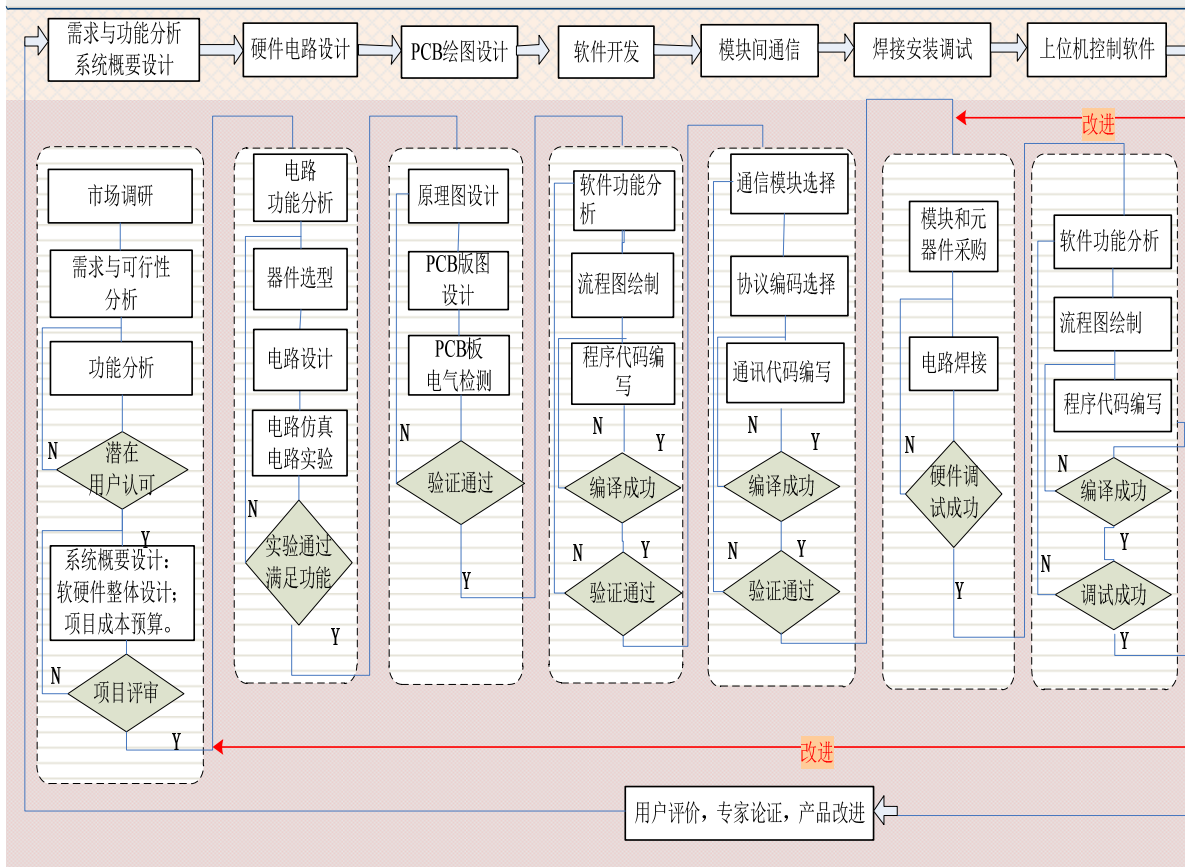 需求与功能分析
系统概要设计
硬件电路设计
PCB绘图设计
软件开发
模块间通信
焊接安装调试
上位机控制软件
改进
市场调研
需求与可行性
分析
功能分析
N
潜在
用户认可
Y
系统概要设计：
软硬件整体设计；
项目成本预算。
N
项目评审
Y
电路
功能分析
器件选型
电路设计
电路仿真
电路实验
N
实验通过
满足功能
Y
原理图设计
PCB版图
设计
PCB板
电气检测
N
验证通过
Y
软件功能分
析
流程图绘制
程序代码编
写
N
Y
编译成功
N
Y
验证通过
通信模块选择
协议编码选择
通讯代码编写
N
Y
编译成功
N
Y
验证通过
Y
模块和元
器件采购
电路焊接
N
硬件调
试成功
Y
软件功能分析
流程图绘制
程序代码编写
N
编译成功
Y
N
调试成功
Y
改进
用户评价，专家论证，产品改进